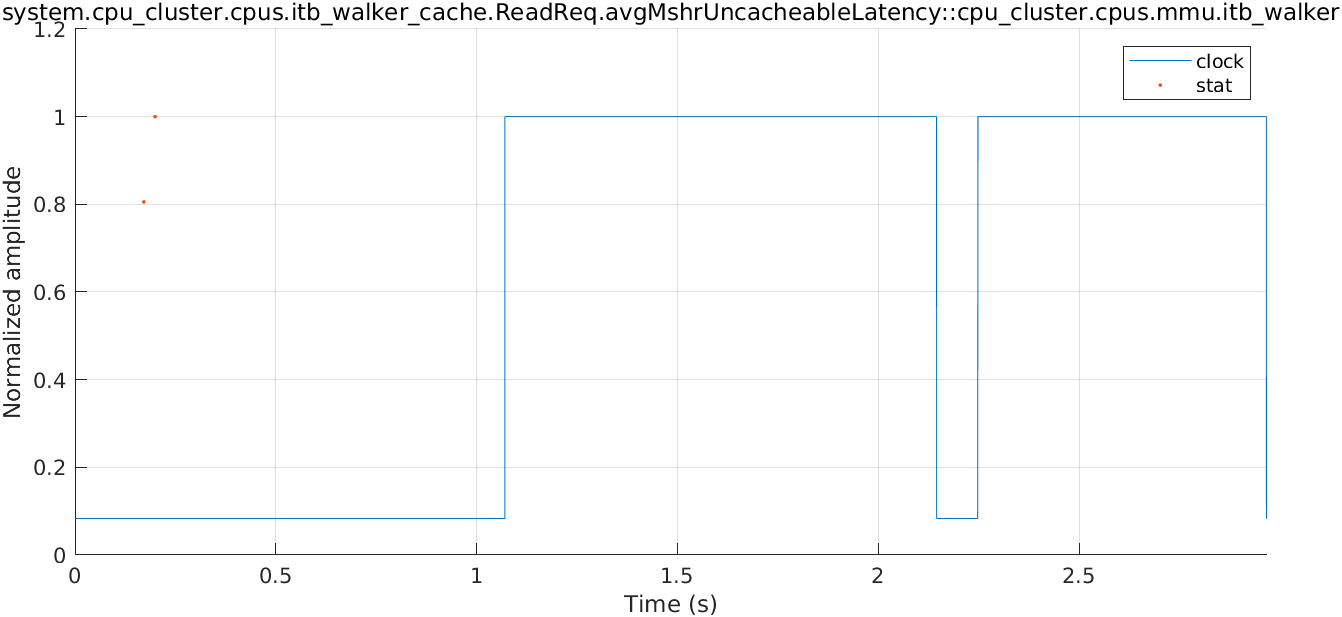 system.cpu_cluster.cpus.itb_walker_cache.ReadReq.avgMshrUncacheableLatency::cpu_cluster.cpus.mmu.itb_walker
1.2
clock
stat
1
0.8
0.6
0.4
0.2
0
Normalized amplitude
0 0.5 1 1.5 2 2.5
Time (s)